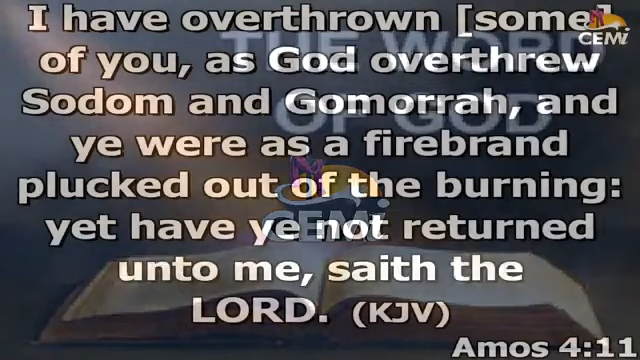 I have overthrown [some]
of you, as God overthrew
Sodom and Gomorrah, and
ye were as a firebrand
plucked out of the burning:
yet have ye not returned
unto me, saith the
LORD. (KJV)
Amos 4:11
THE WORD
OF GOD
CEMi
CEMi